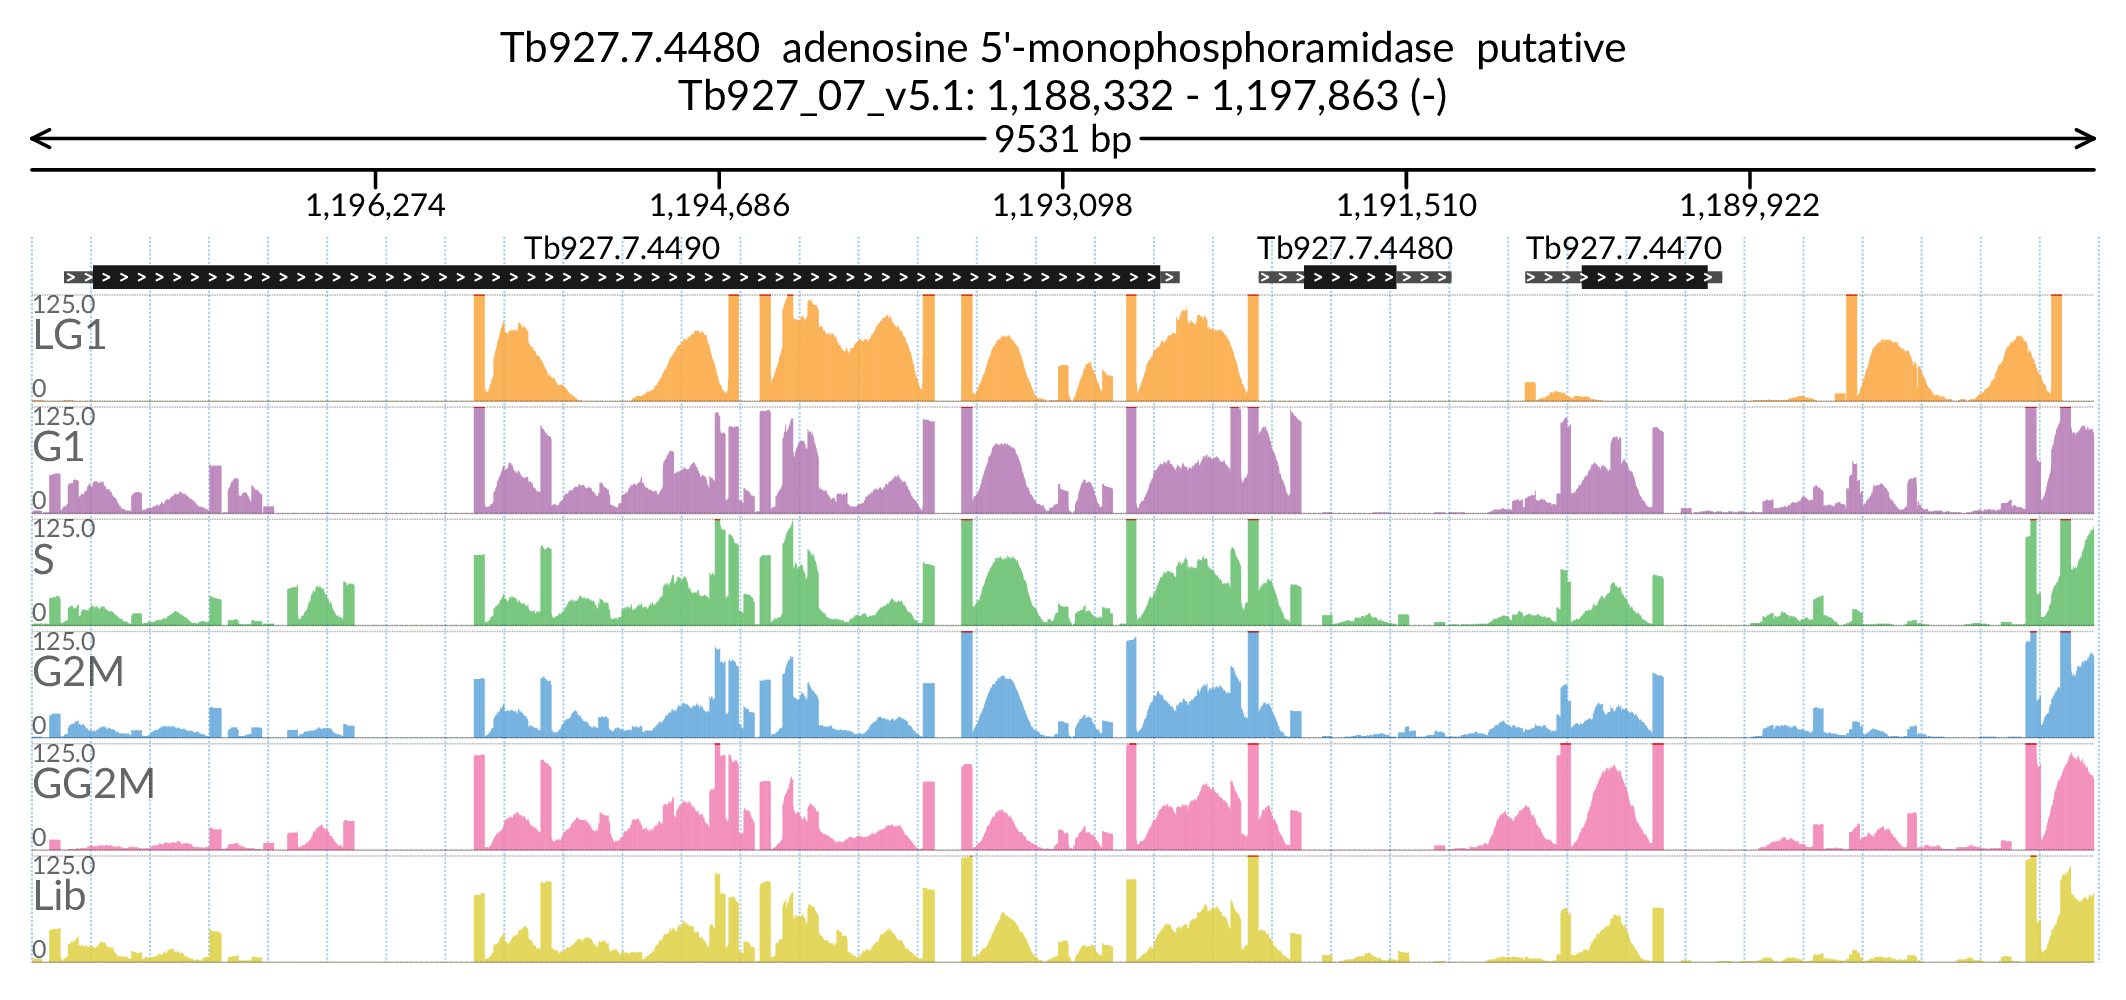 Tb927.7.4480 adenosine 5'-monophosphoramidase putative
Tb927_07_v5.1: 1,188,332 - 1,197,863 (-)
9531 bp
1,196,274 1,194,686 1,193,098 1,191,510 1,189,922
Tb927.7.4490 Tb927.7.4480 Tb927.7.4470
125.0
LG1
0
125.0
G1
0
125.0
S
0
125.0
G2M
0
125.0
GG2M
0
125.0
Lib
0